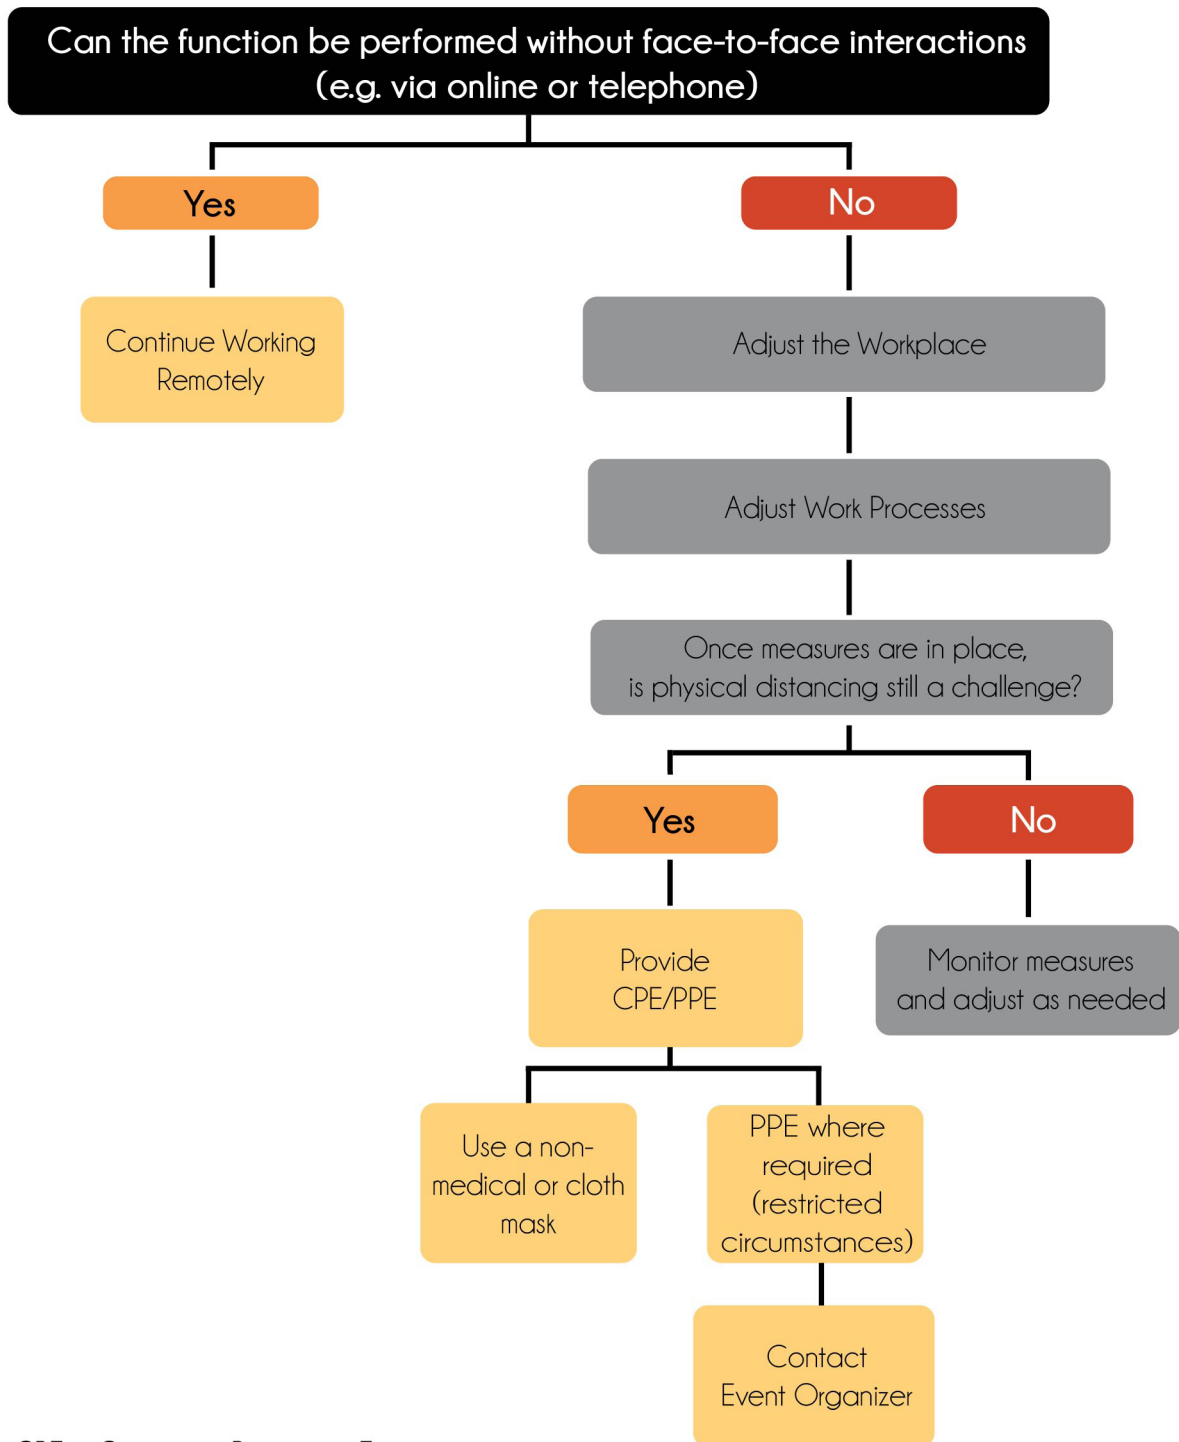 Can the function be performed without face-to-face interactions
(e.g. via online or telephone)
Yes
No
Continue Working
Remotely
Adjust the Workplace
Adjust Work Processes
Once measures are in place,
is physical distancing still a challenge?
Yes
No
Provide
CPE/PPE
Monitor measures
and adjust as needed
Use a non-
medical or cloth
mask
PPE where
required
(restricted
circumstances)
Contact
Event Organizer